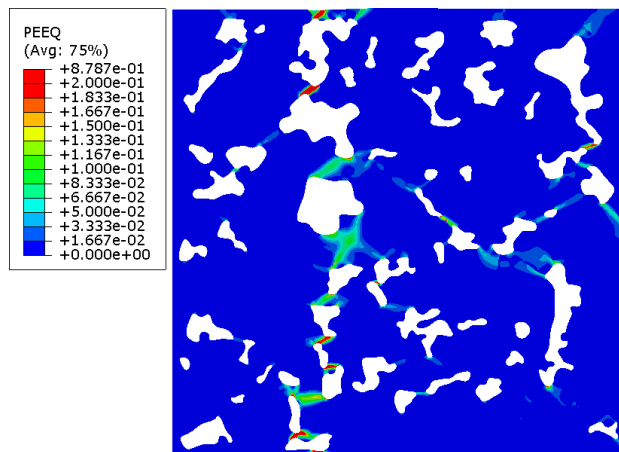 PEEQ
(Avg: 75%)
+8.787e-01
+2.000e-01
+1.833e-01
+1.667e-01
+1.500e-01
+1.333e-01
+1.167e-01
+1.000e-01
+8.333e-02
+6.667e-02
+5.000e-02
+3.333e-02
+1.667e-02
+0.000e+00